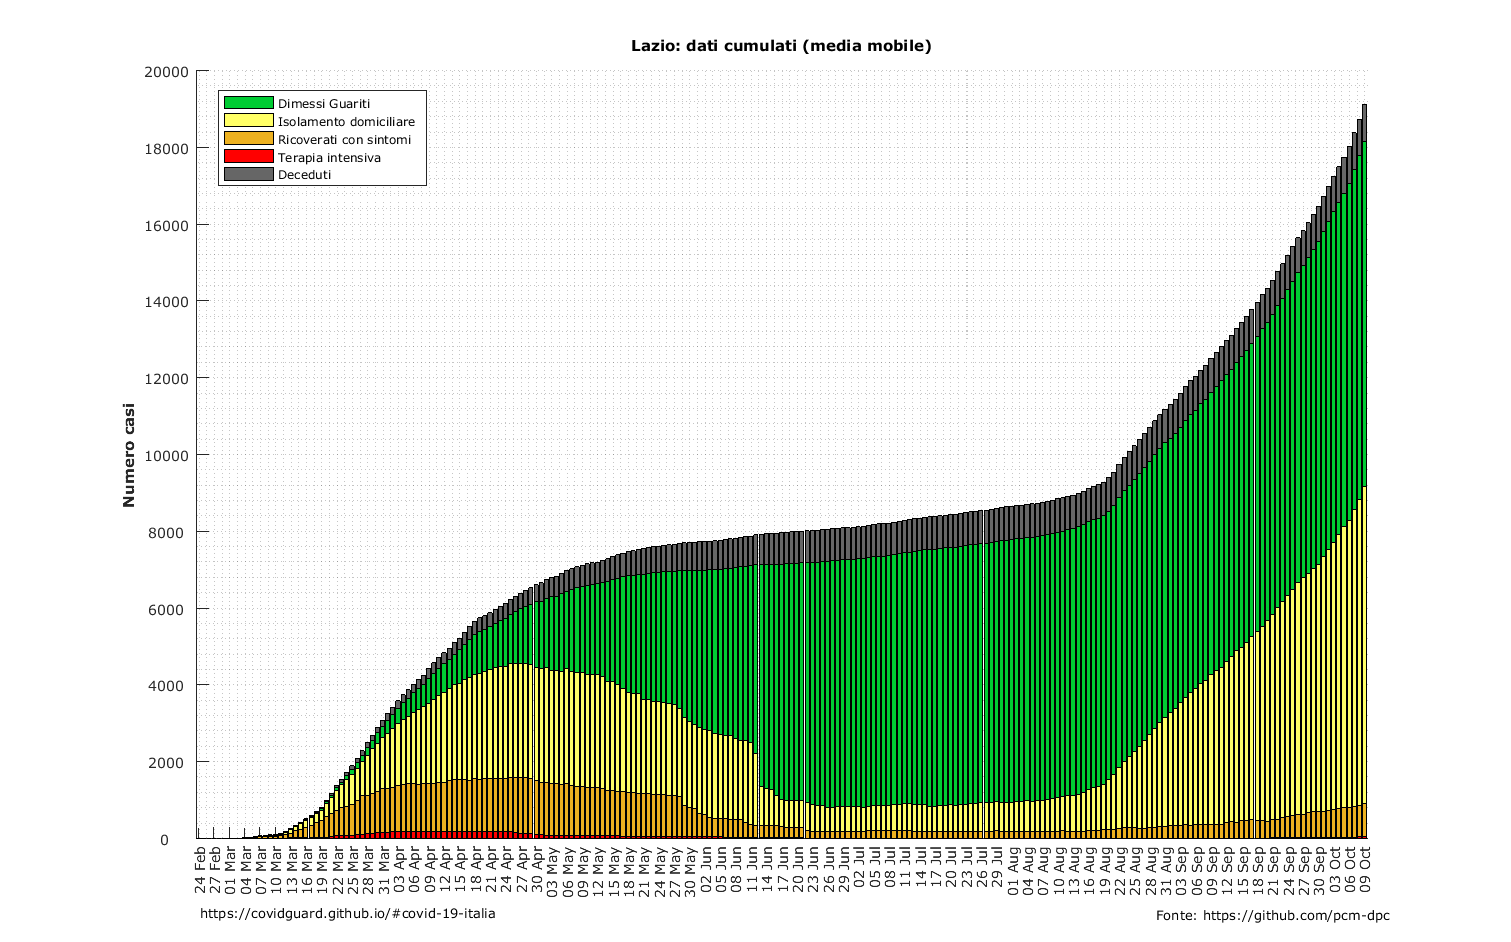 Lazio: dati cumulati (media mobile)
20000
18000
16000
14000
12000
10000
8000
6000
4000
2000
0
Numero casi
Dimessi Guariti
Isolamento domiciliare
Ricoverati con sintomi
Terapia intensiva
Deceduti
24 Feb
27 Feb
01 Mar
04 Mar
07 Mar
10 Mar
13 Mar
16 Mar
19 Mar
22 Mar
25 Mar
28 Mar
31 Mar
03 Apr
06 Apr
09 Apr
12 Apr
15 Apr
18 Apr
21 Apr
24 Apr
27 Apr
30 Apr
03 May
06 May
09 May
12 May
15 May
18 May
21 May
24 May
27 May
30 May
02 Jun
05 Jun
08 Jun
11 Jun
14 Jun
17 Jun
20 Jun
23 Jun
26 Jun
29 Jun
02 Jul
05 Jul
08 Jul
11 Jul
14 Jul
17 Jul
20 Jul
23 Jul
26 Jul
29 Jul
01 Aug
04 Aug
07 Aug
10 Aug
13 Aug
16 Aug
19 Aug
22 Aug
25 Aug
28 Aug
31 Aug
03 Sep
06 Sep
09 Sep
12 Sep
15 Sep
18 Sep
21 Sep
24 Sep
27 Sep
30 Sep
03 Oct
06 Oct
09 Oct
https://covidguard.github.io/#covid-19-italia
Fonte: https://github.com/pcm-dpc